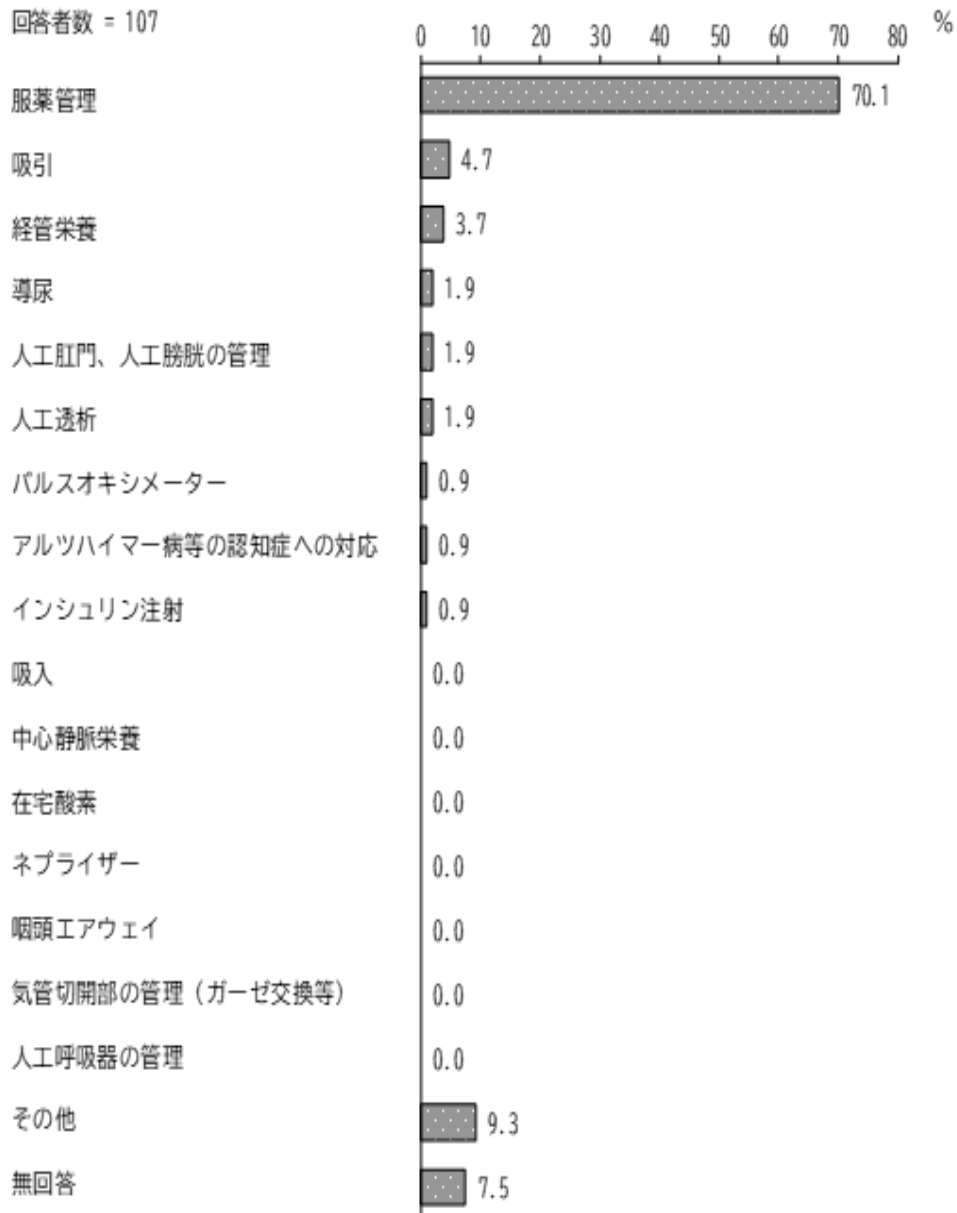 回答者数 = 107
0 10 20 30 40 50 60 70 80 %
服薬管理 70.1
吸引 4.7
経管栄養 3.7
導尿 1.9
人工肛門、人工膀胱の管理 1.9
人工透析 1.9
パルスオキシメーター 0.9
アルツハイマー病等の認知症への対応 0.9
インシュリン注射 0.9
吸入 0.0
中心静脈栄養 0.0
在宅酸素 0.0
ネプライザー 0.0
咽頭エアウェイ 0.0
気管切開部の管理（ガーゼ交換等） 0.0
人工呼吸器の管理 0.0
その他 9.3
無回答 7.5